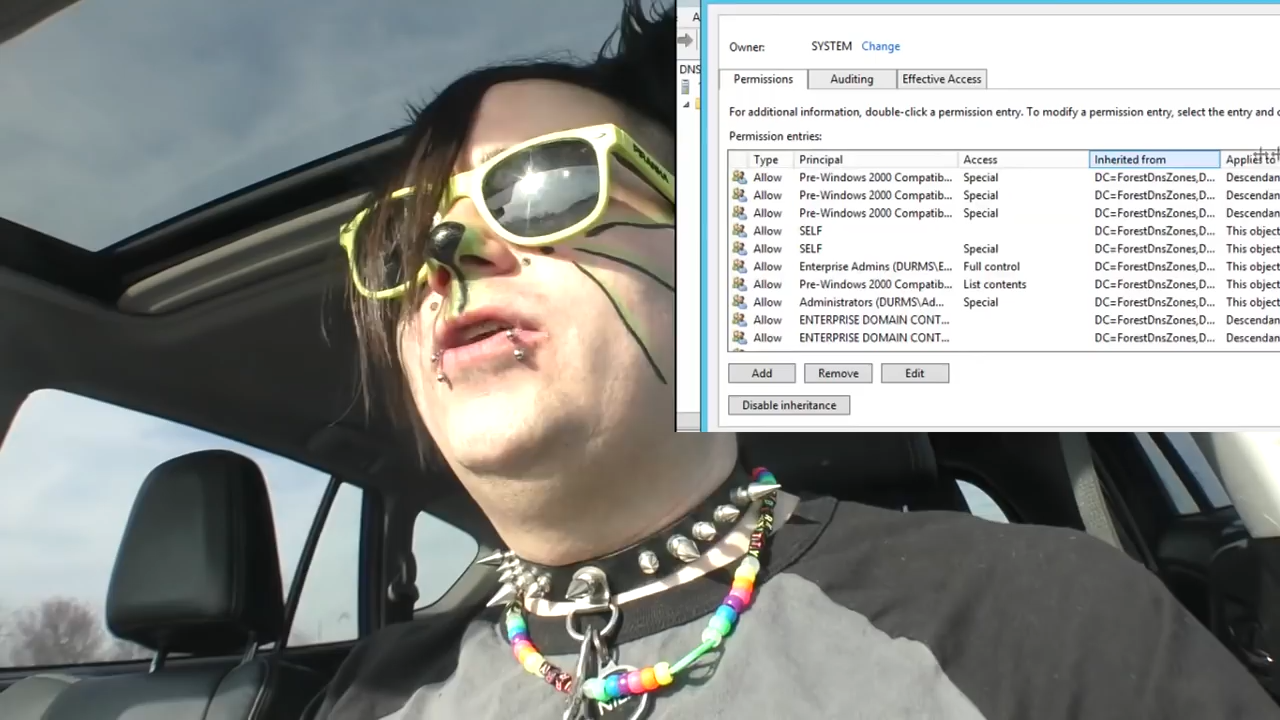 PIRANHA
A
DNS
Owner: SYSTEM Change
Permissions Auditing Effective Access
For additional information, double-click a permission entry. To modify a permission entry, select the entry and c
Permission entries:
Type Principal Access Inherited from Applies to
Allow Pre-Windows 2000 Compatib... Special DC=ForestDnsZones,D... Descendan
Allow Pre-Windows 2000 Compatib... Special DC=ForestDnsZones,D... Descendan
Allow Pre-Windows 2000 Compatib... Special DC=ForestDnsZones,D... Descendan
Allow SELF DC=ForestDnsZones,D... This object
Allow SELF Special DC=ForestDnsZones,D... This object
Allow Enterprise Admins (DURMS\E... Full control DC=ForestDnsZones,D... This object
Allow Pre-Windows 2000 Compatib... List contents DC=ForestDnsZones,D... This object
Allow Administrators (DURMS\Ad... Special DC=ForestDnsZones,D... This object
Allow ENTERPRISE DOMAIN CONT... DC=ForestDnsZones,D... Descendan
Allow ENTERPRISE DOMAIN CONT... DC=ForestDnsZones,D... Descendan
Add Remove Edit
Disable inheritance